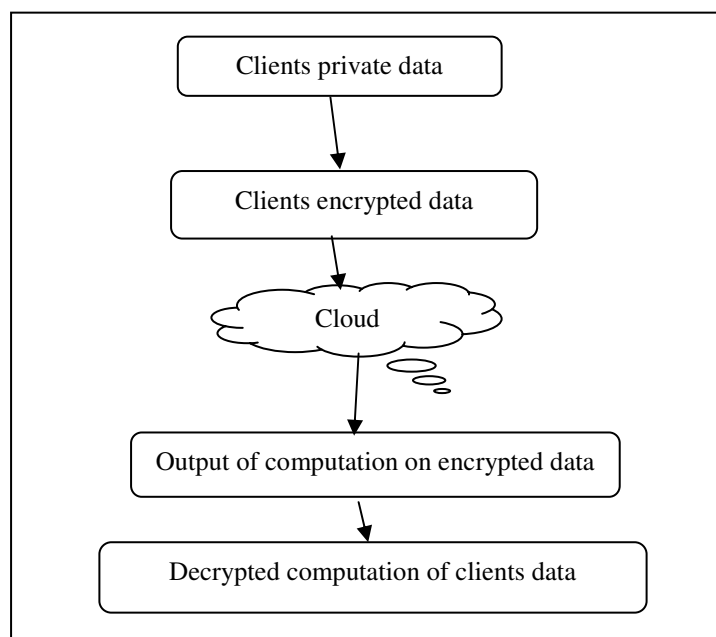 Clients private data
Clients encrypted data
Cloud
Output of computation on encrypted data
Decrypted computation of clients data